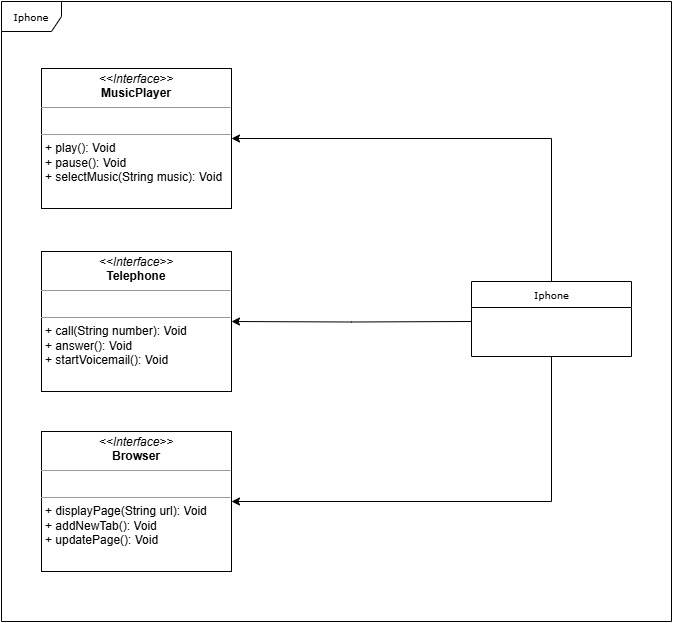 Iphone
<<Interface>>
MusicPlayer
+ play(): Void
+ pause(): Void
+ selectMusic(String music): Void
<<Interface>>
Telephone
+ call(String number): Void
+ answer(): Void
+ startVoicemail(): Void
Iphone
<<Interface>>
Browser
+ displayPage(String url): Void
+ addNewTab(): Void
+ updatePage(): Void